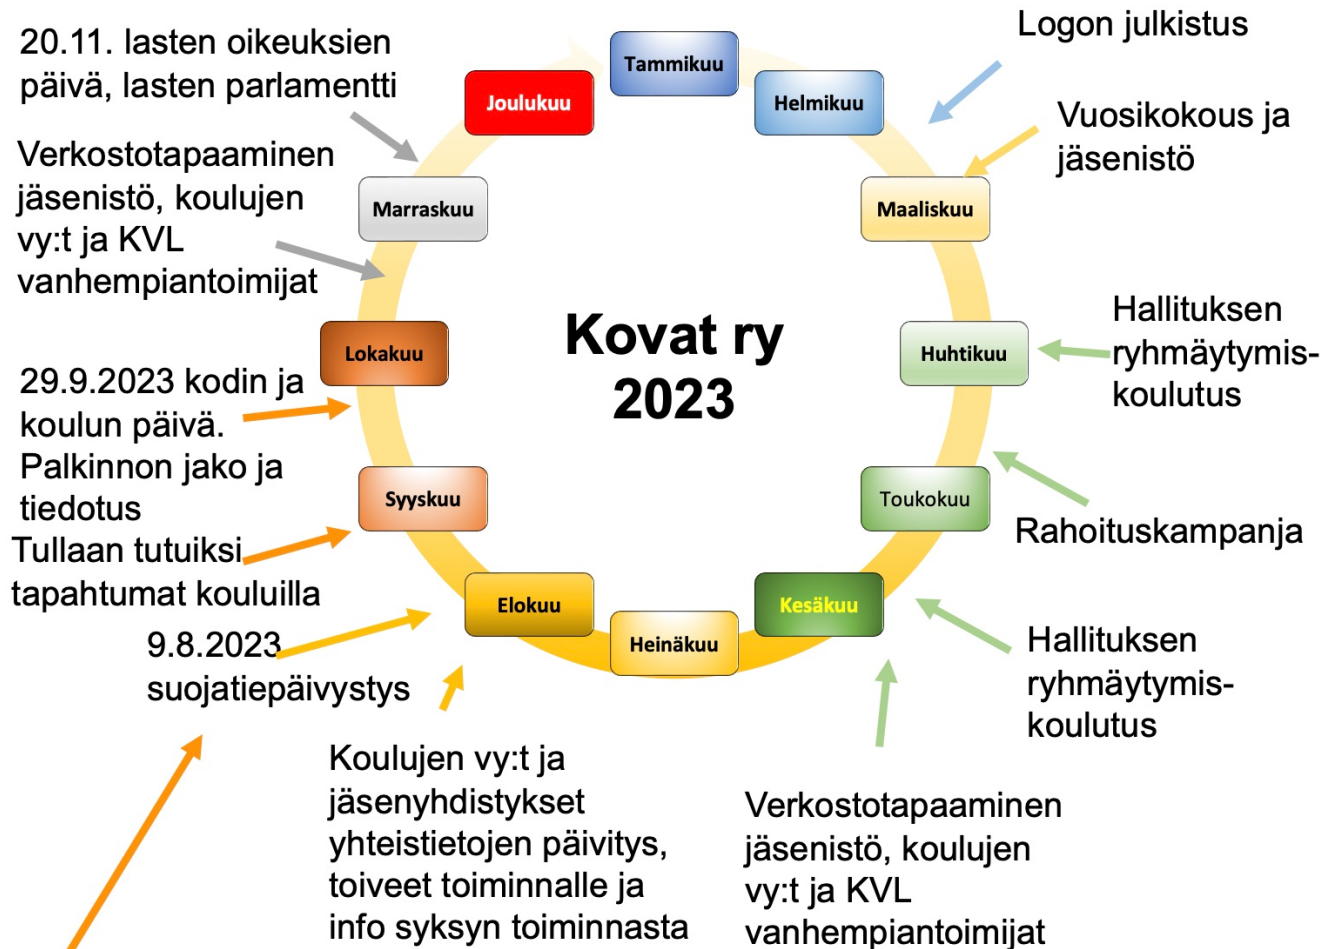 Kovat ry
2023
Tammikuu
Helmikuu
Maaliskuu
Huhtikuu
Toukokuu
Kesäkuu
Heinäkuu
Elokuu
Syyskuu
Lokakuu
Marraskuu
Joulukuu
Logon julkistus
Vuosikokous ja
jäsenistö
Hallituksen
ryhmäytymis-
koulutus
Rahoituskampanja
Hallituksen
ryhmäytymis-
koulutus
Verkostotapaaminen
jäsenistö, koulujen
vy:t ja KVL
vanhempiantoimijat
Koulujen vy:t ja
jäsenyhdistykset
yhteistietojen päivitys,
toiveet toiminnalle ja
info syksyn toiminnasta
9.8.2023
suojatiepäivystys
Tullaan tutuiksi
tapahtumat kouluilla
29.9.2023 kodin ja
koulun päivä.
Palkinnon jako ja
tiedotus
Verkostotapaaminen
jäsenistö, koulujen
vy:t ja KVL
vanhempiantoimijat
20.11. lasten oikeuksien
päivä, lasten parlamentti